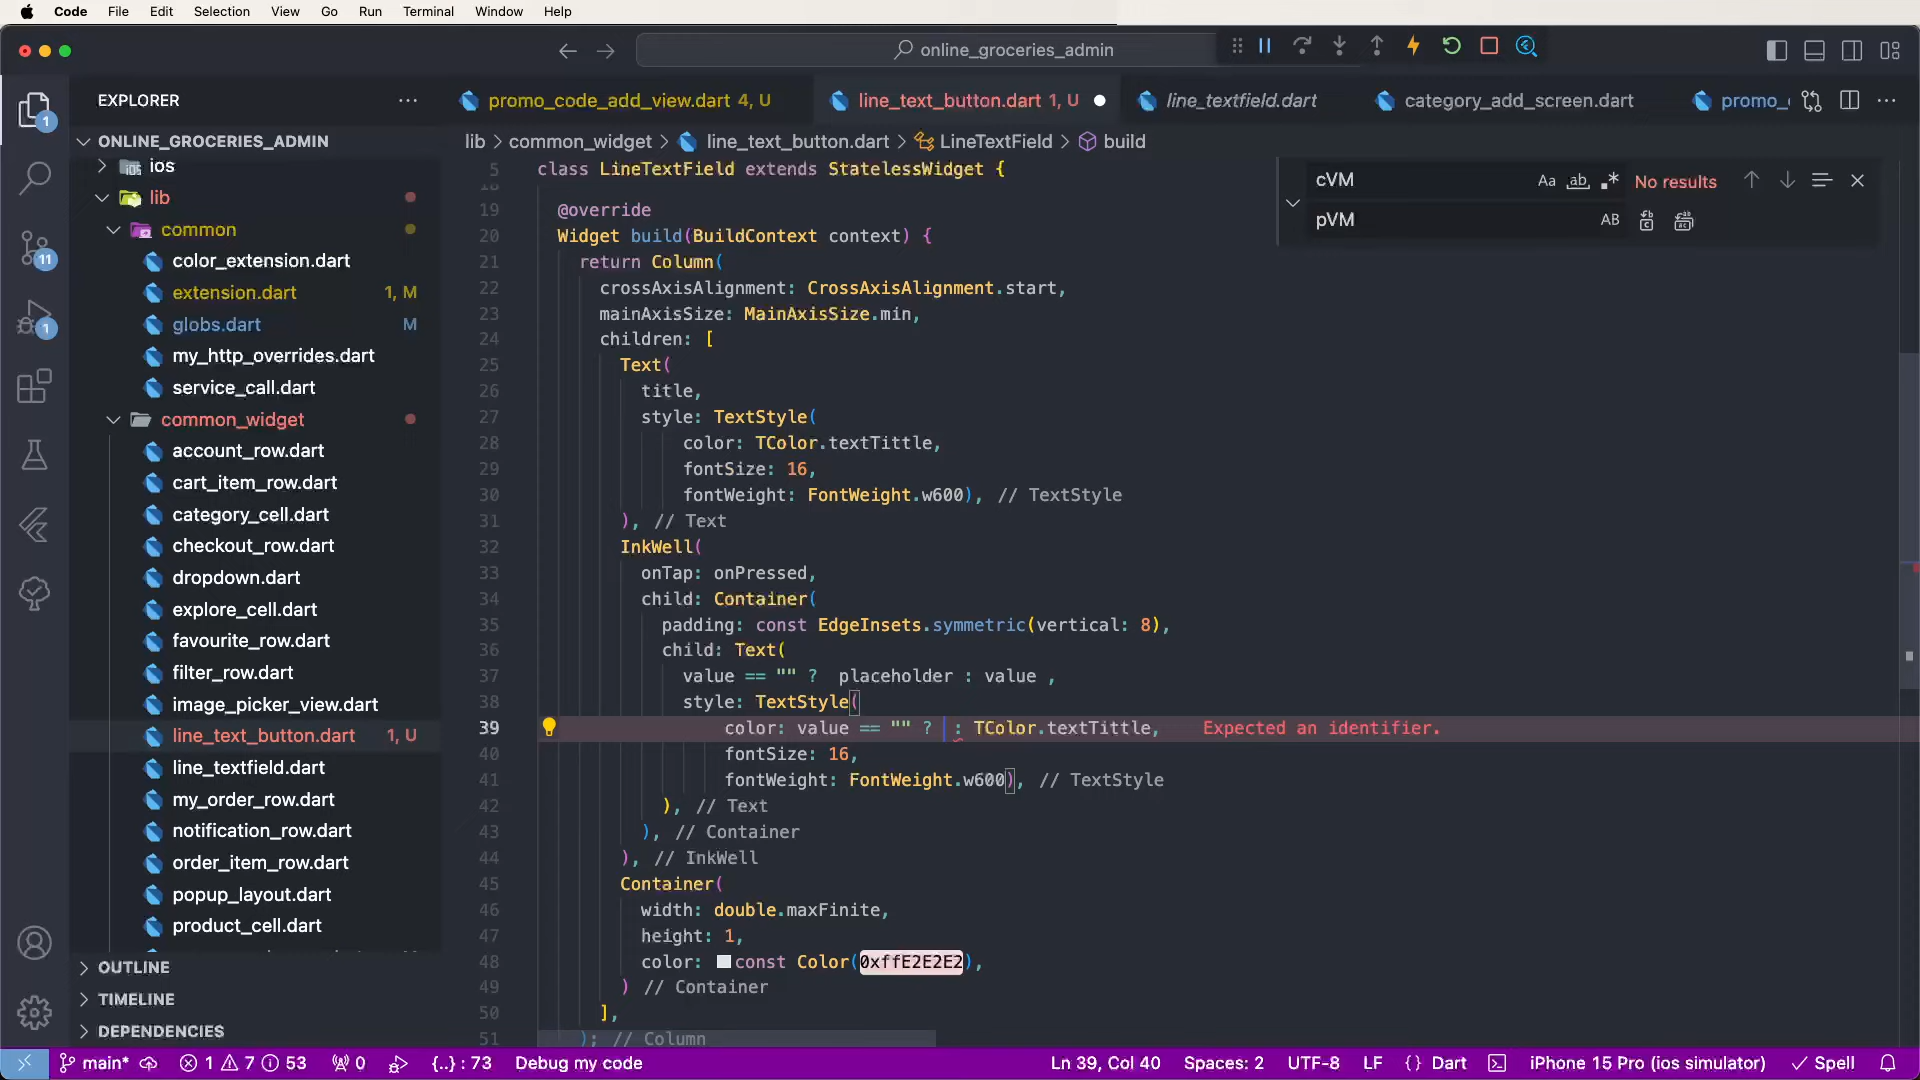 Code File Edit Selection View Go Run Terminal Window Help
online_groceries_admin
EXPLORER
promo_code_add_view.dart 4, U
line_text_button.dart 1, U
line_textfield.dart
category_add_screen.dart
promo_
ONLINE_GROCERIES_ADMIN
lib > common_widget > line_text_button.dart > LineTextField > build
ios
lib
common
color_extension.dart
extension.dart 1, M
globs.dart M
my_http_overrides.dart
service_call.dart
common_widget
account_row.dart
cart_item_row.dart
category_cell.dart
checkout_row.dart
dropdown.dart
explore_cell.dart
favourite_row.dart
filter_row.dart
image_picker_view.dart
line_text_button.dart 1, U
line_textfield.dart
my_order_row.dart
notification_row.dart
order_item_row.dart
popup_layout.dart
product_cell.dart
OUTLINE
TIMELINE
DEPENDENCIES
1
11
1
cVM Aa ab .* No results
pVM AB
5 class LineTextField extends StatelessWidget {
19 @override
20 Widget build(BuildContext context) {
21 return Column(
22 crossAxisAlignment: CrossAxisAlignment.start,
23 mainAxisSize: MainAxisSize.min,
24 children: [
25 Text(
26 title,
27 style: TextStyle(
28 color: TColor.textTittle,
29 fontSize: 16,
30 fontWeight: FontWeight.w600), // TextStyle
31 ), // Text
32 InkWell(
33 onTap: onPressed,
34 child: Container(
35 padding: const EdgeInsets.symmetric(vertical: 8),
36 child: Text(
37 value == "" ?  placeholder : value ,
38 style: TextStyle(
39 color: value == "" ?  : TColor.textTittle, Expected an identifier.
40 fontSize: 16,
41 fontWeight: FontWeight.w600), // TextStyle
42 ), // Text
43 ), // Container
44 ), // InkWell
45 Container(
46 width: double.maxFinite,
47 height: 1,
48 color: const Color(0xffE2E2E2),
49 ) // Container
50 ],
51 ); // Column
main* 1 7 53 0 {..} : 73 Debug my code Ln 39, Col 40 Spaces: 2 UTF-8 LF {} Dart iPhone 15 Pro (ios simulator) Spell